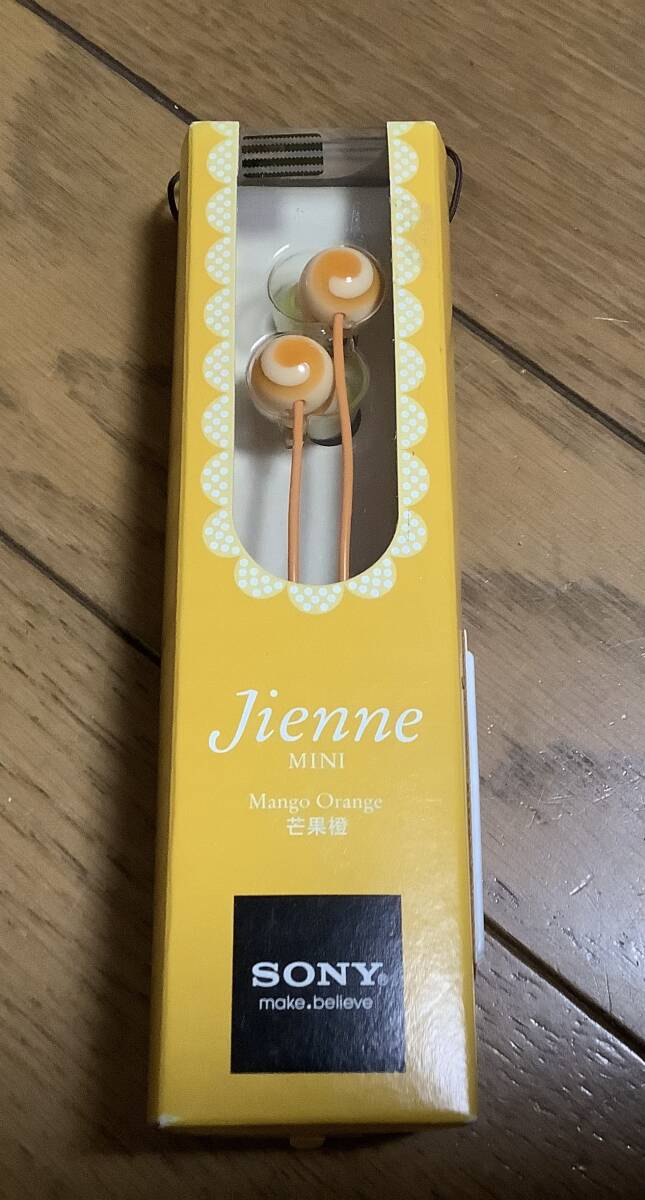 Jienne
MINI
Mango Orange
芒果橙
SONY®
make.believe